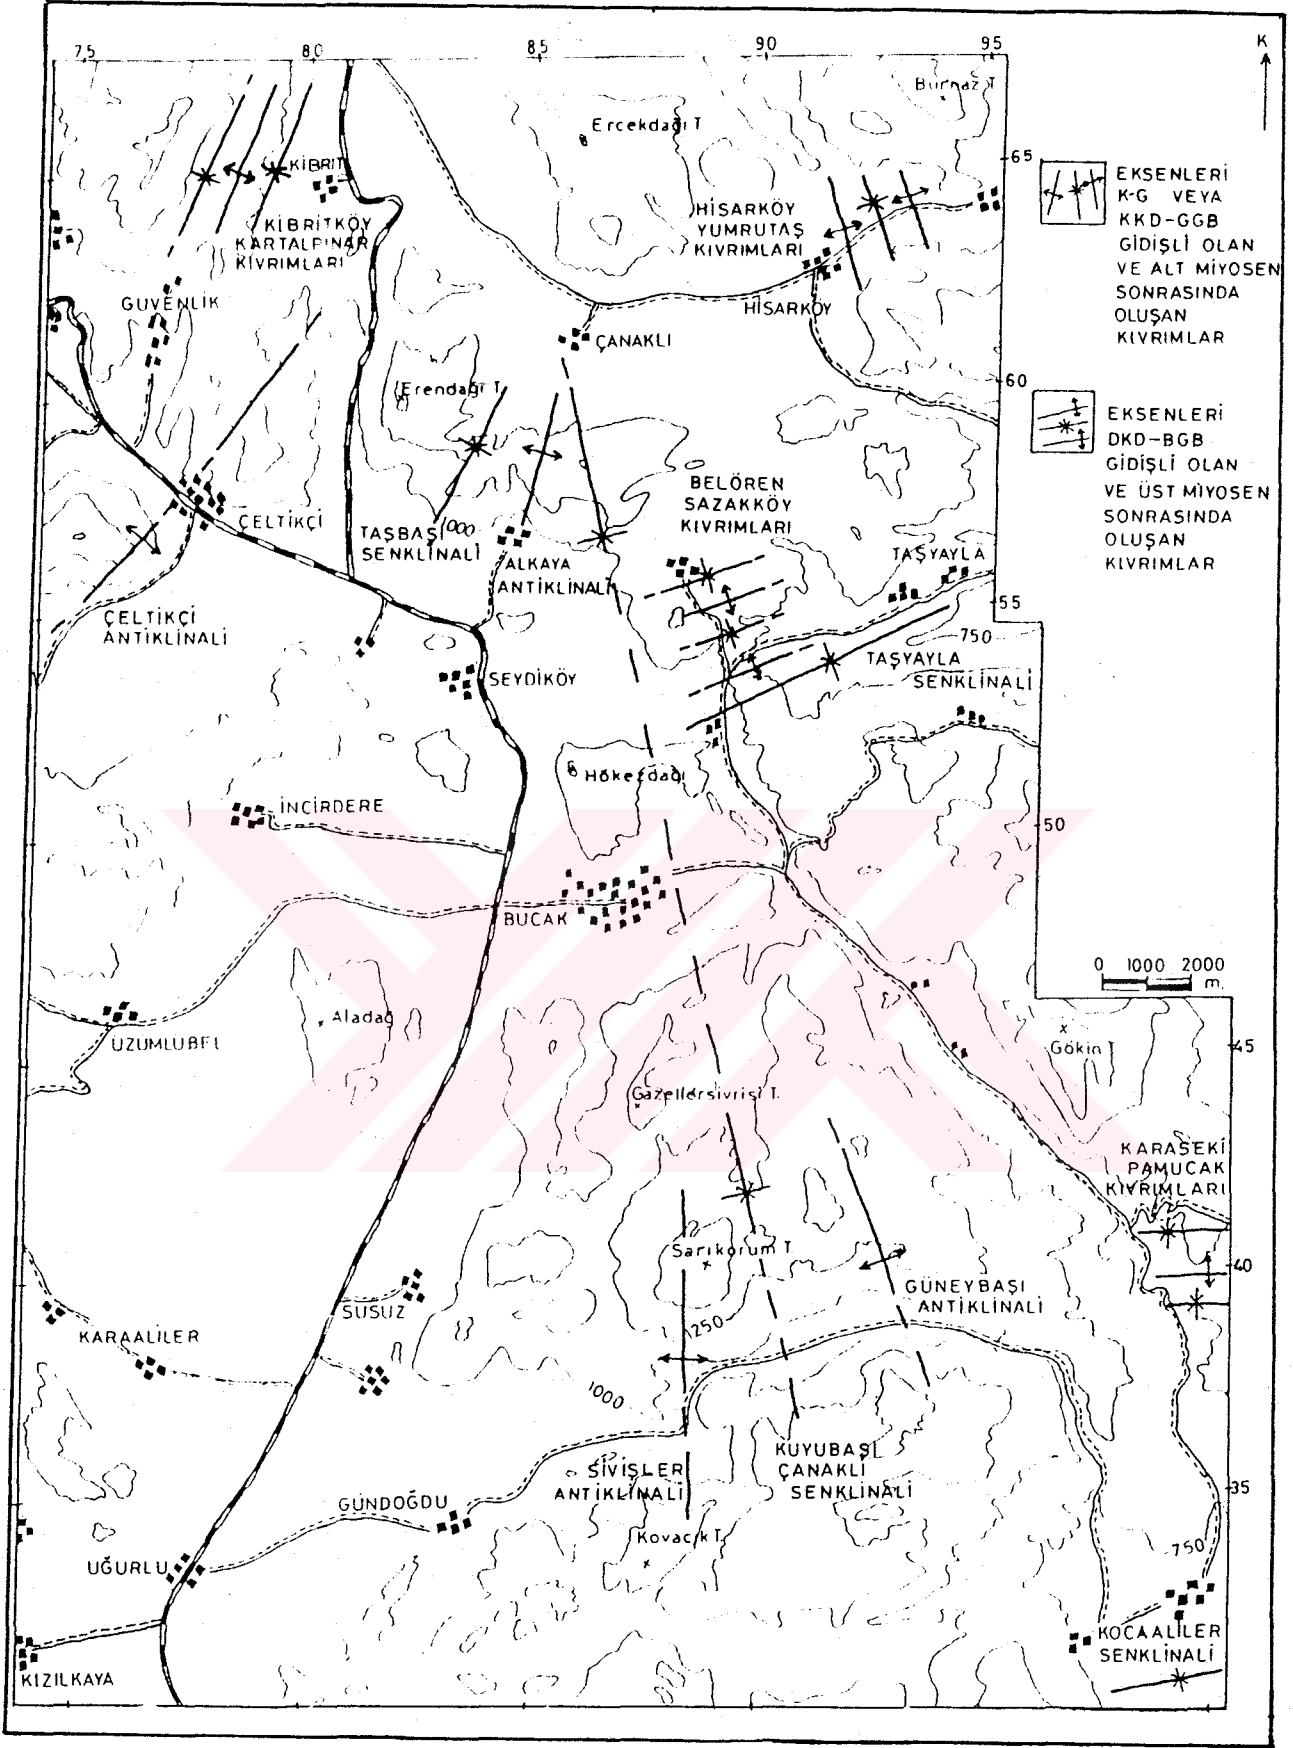 75
80
85
90
95
K
Burnaz T
Ercekdağı T
65
KİBRİT
KİBRİTKÖY
KARTALPINAR
KIVRIMLARI
HİSARKÖY
YUMRUTAŞ
KIVRIMLARI
EKSENLERİ
K-G VEYA
KKD-GGB
GİDİŞLİ OLAN
VE ALT MİYOSEN
SONRASINDA
OLUŞAN
KIVRIMLAR
GÜVENLİK
HİSARKÖY
ÇANAKLI
60
Erendağı T.
EKSENLERİ
DKD-BGB
GİDİŞLİ OLAN
VE ÜST MİYOSEN
SONRASINDA
OLUŞAN
KIVRIMLAR
BELÖREN
SAZAKKÖY
KIVRIMLARI
ÇELTİKÇİ
TAŞBAŞI
SENKLİNALİ
1000
ALKAYA
ANTİKLİNALİ
TAŞYAYLA
55
ÇELTİKÇİ
ANTİKLİNALİ
750
TAŞYAYLA
SENKLİNALİ
SEYDİKÖY
Hökezdağı
İNCİRDERE
50
BUCAK
0 1000 2000
m.
Aladağ
ÜZÜMLÜBEL
Gökin T
45
Gazellersivrisi T.
KARASEKİ
PAMUCAK
KIVRIMLARI
Sarıkorum T
40
GÜNEYBAŞI
ANTİKLİNALİ
SUSUZ
1250
KARAALİLER
1000
KUYUBAŞI
ÇANAKLI
SENKLİNALİ
SİVİŞLER
ANTİKLİNALİ
35
GÜNDOĞDU
Kovacık T.
750
UĞURLU
KOCAALİLER
SENKLİNALİ
KIZILKAYA